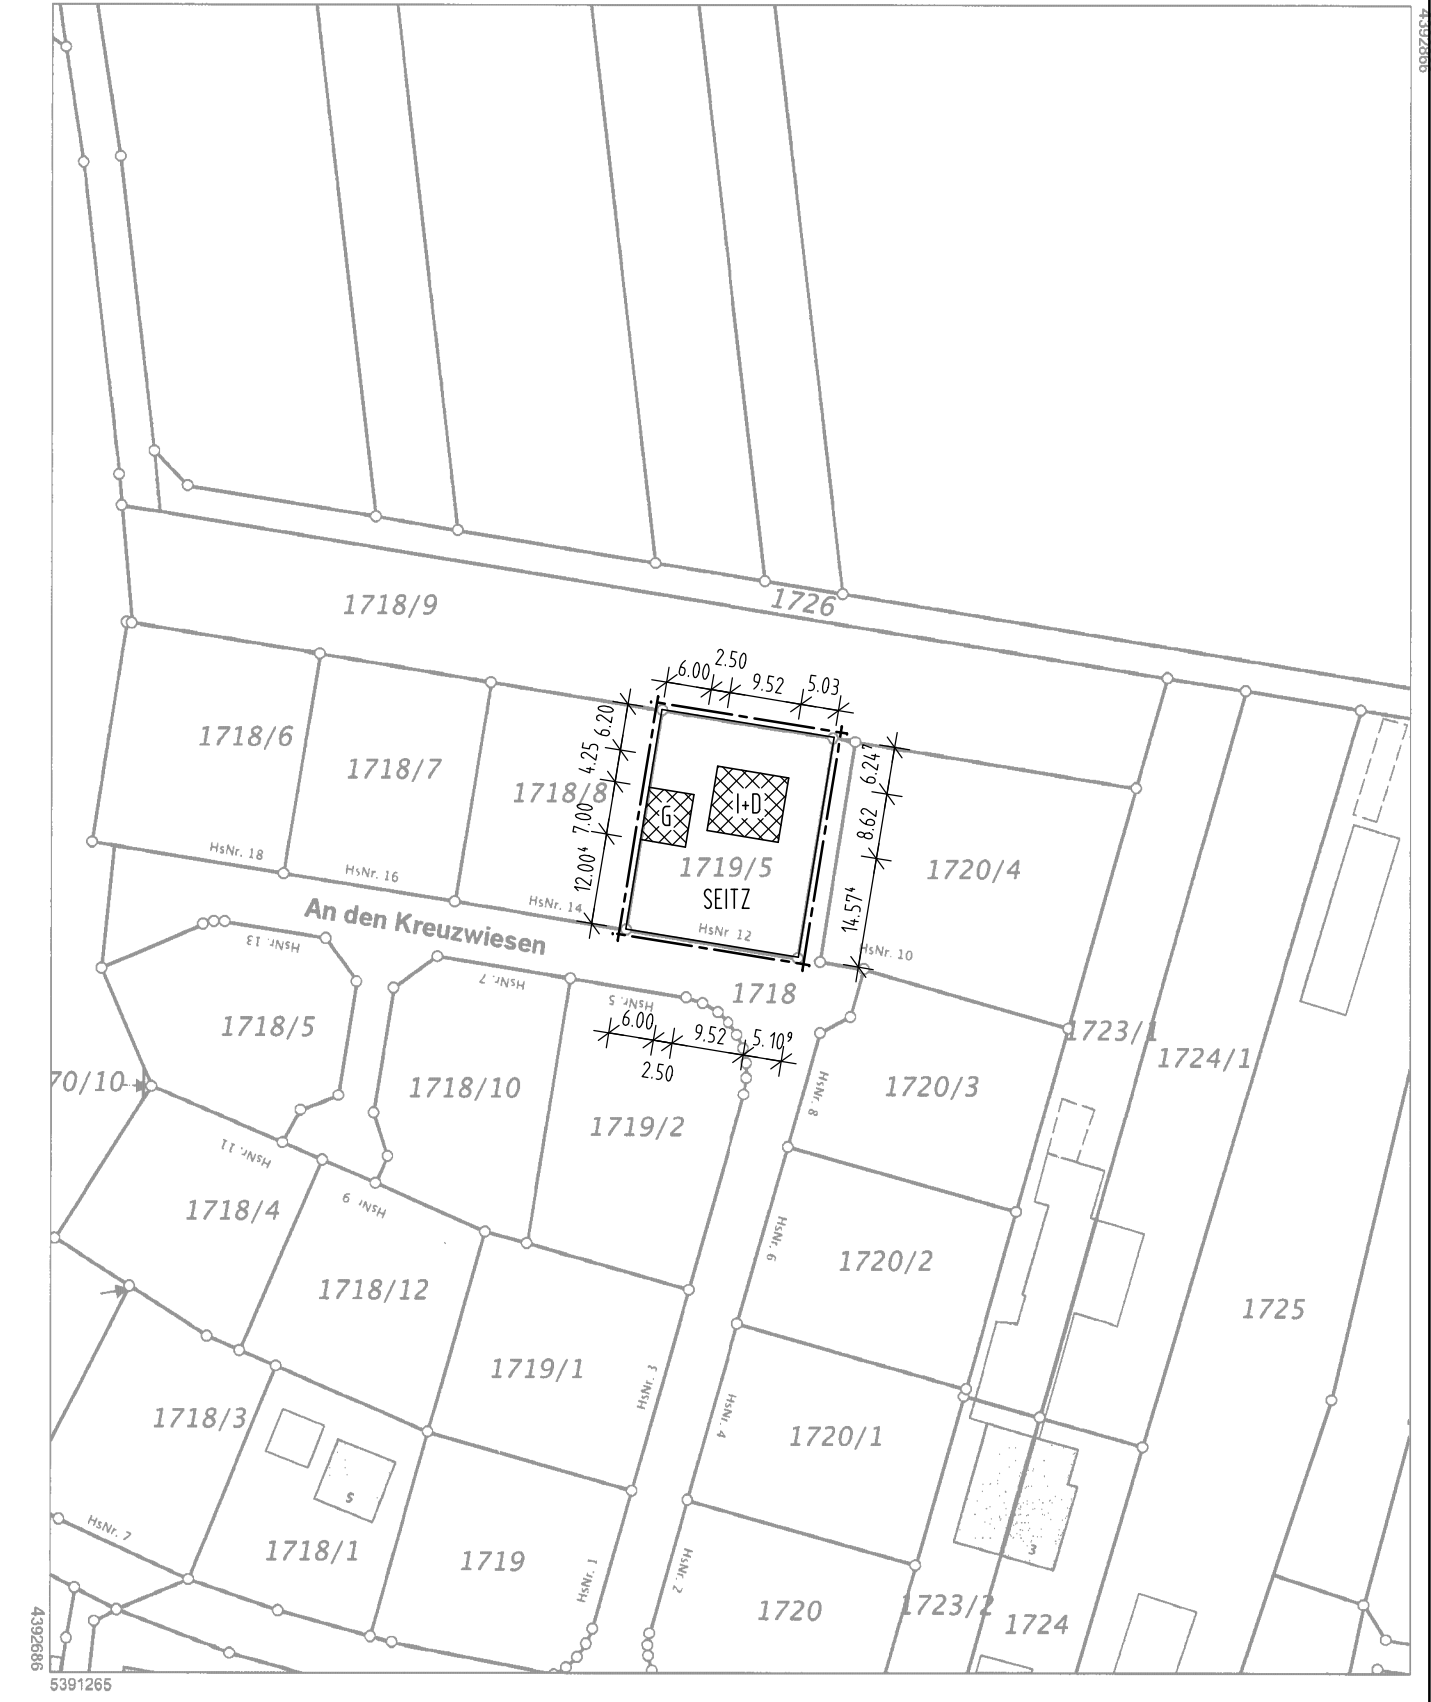 4392866
1718/9
1726
6.00
2.50
9.52
5.03
6.20
4.25
7.00
12.00⁴
6.24⁷
8.62
14.57⁴
1718/6
1718/7
1718/8
G
I+D
1719/5
SEITZ
1720/4
HsNr. 18
HsNr. 16
HsNr. 14
HsNr. 12
HsNr. 10
An den Kreuzwiesen
HsNr. 13
HsNr. 7
HsNr. 5
1718
6.00
2.50
9.52
5.10⁹
1718/5
1723/1
1724/1
70/10
1718/10
1719/2
HsNr. 8
1720/3
HsNr. 11
HsNr. 9
1718/4
HsNr. 6
1720/2
1718/12
1725
1719/1
HsNr. 3
1718/3
HsNr. 4
1720/1
5
HsNr. 7
3
1718/1
1719
HsNr. 1
HsNr. 2
1720
1723/2
1724
4392686
5391265